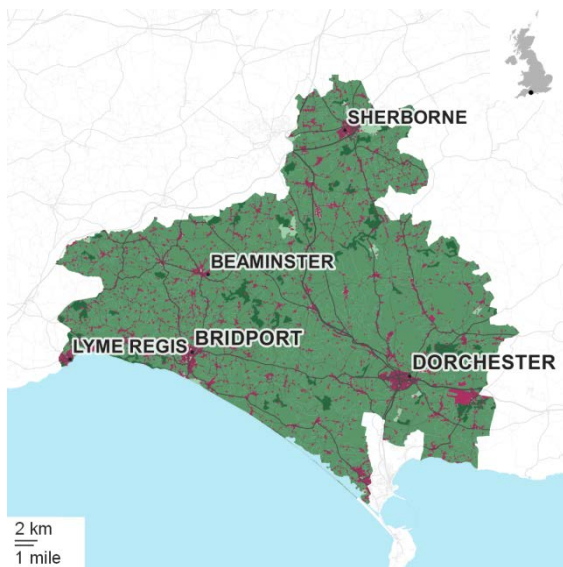 SHERBORNE
BEAMINSTER
BRIDPORT
LYME REGIS
DORCHESTER
2 km
1 mile